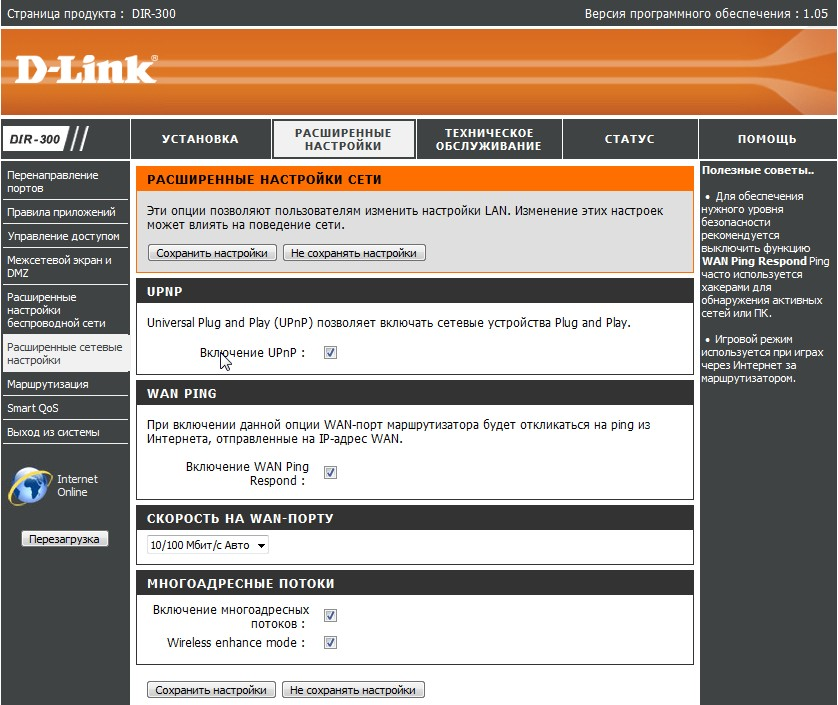 Страница продукта : DIR-300
Версия программного обеспечения : 1.05
D-Link®
DIR-300
УСТАНОВКА
РАСШИРЕННЫЕ
НАСТРОЙКИ
ТЕХНИЧЕСКОЕ
ОБСЛУЖИВАНИЕ
СТАТУС
ПОМОЩЬ
Перенаправление
портов
Правила приложений
Управление доступом
Межсетевой экран и
DMZ
Расширенные
настройки
беспроводной сети
Расширенные сетевые
настройки
Маршрутизация
Smart QoS
Выход из системы
Internet
Online
Перезагрузка
РАСШИРЕННЫЕ НАСТРОЙКИ СЕТИ
Эти опции позволяют пользователям изменить настройки LAN. Изменение этих настроек
может влиять на поведение сети.
Сохранить настройки
Не сохранять настройки
UPNP
Universal Plug and Play (UPnP) позволяет включать сетевые устройства Plug and Play.
Включение UPnP :
WAN PING
При включении данной опции WAN-порт маршрутизатора будет откликаться на ping из
Интернета, отправленные на IP-адрес WAN.
Включение WAN Ping
Respond :
СКОРОСТЬ НА WAN-ПОРТУ
10/100 Мбит/с Авто
МНОГОАДРЕСНЫЕ ПОТОКИ
Включение многоадресных
потоков :
Wireless enhance mode :
Сохранить настройки
Не сохранять настройки
Полезные советы..
• Для обеспечения
нужного уровня
безопасности
рекомендуется
выключить функцию
WAN Ping Respond Ping
часто используется
хакерами для
обнаружения активных
сетей или ПК.
• Игровой режим
используется при играх
через Интернет за
маршрутизатором.